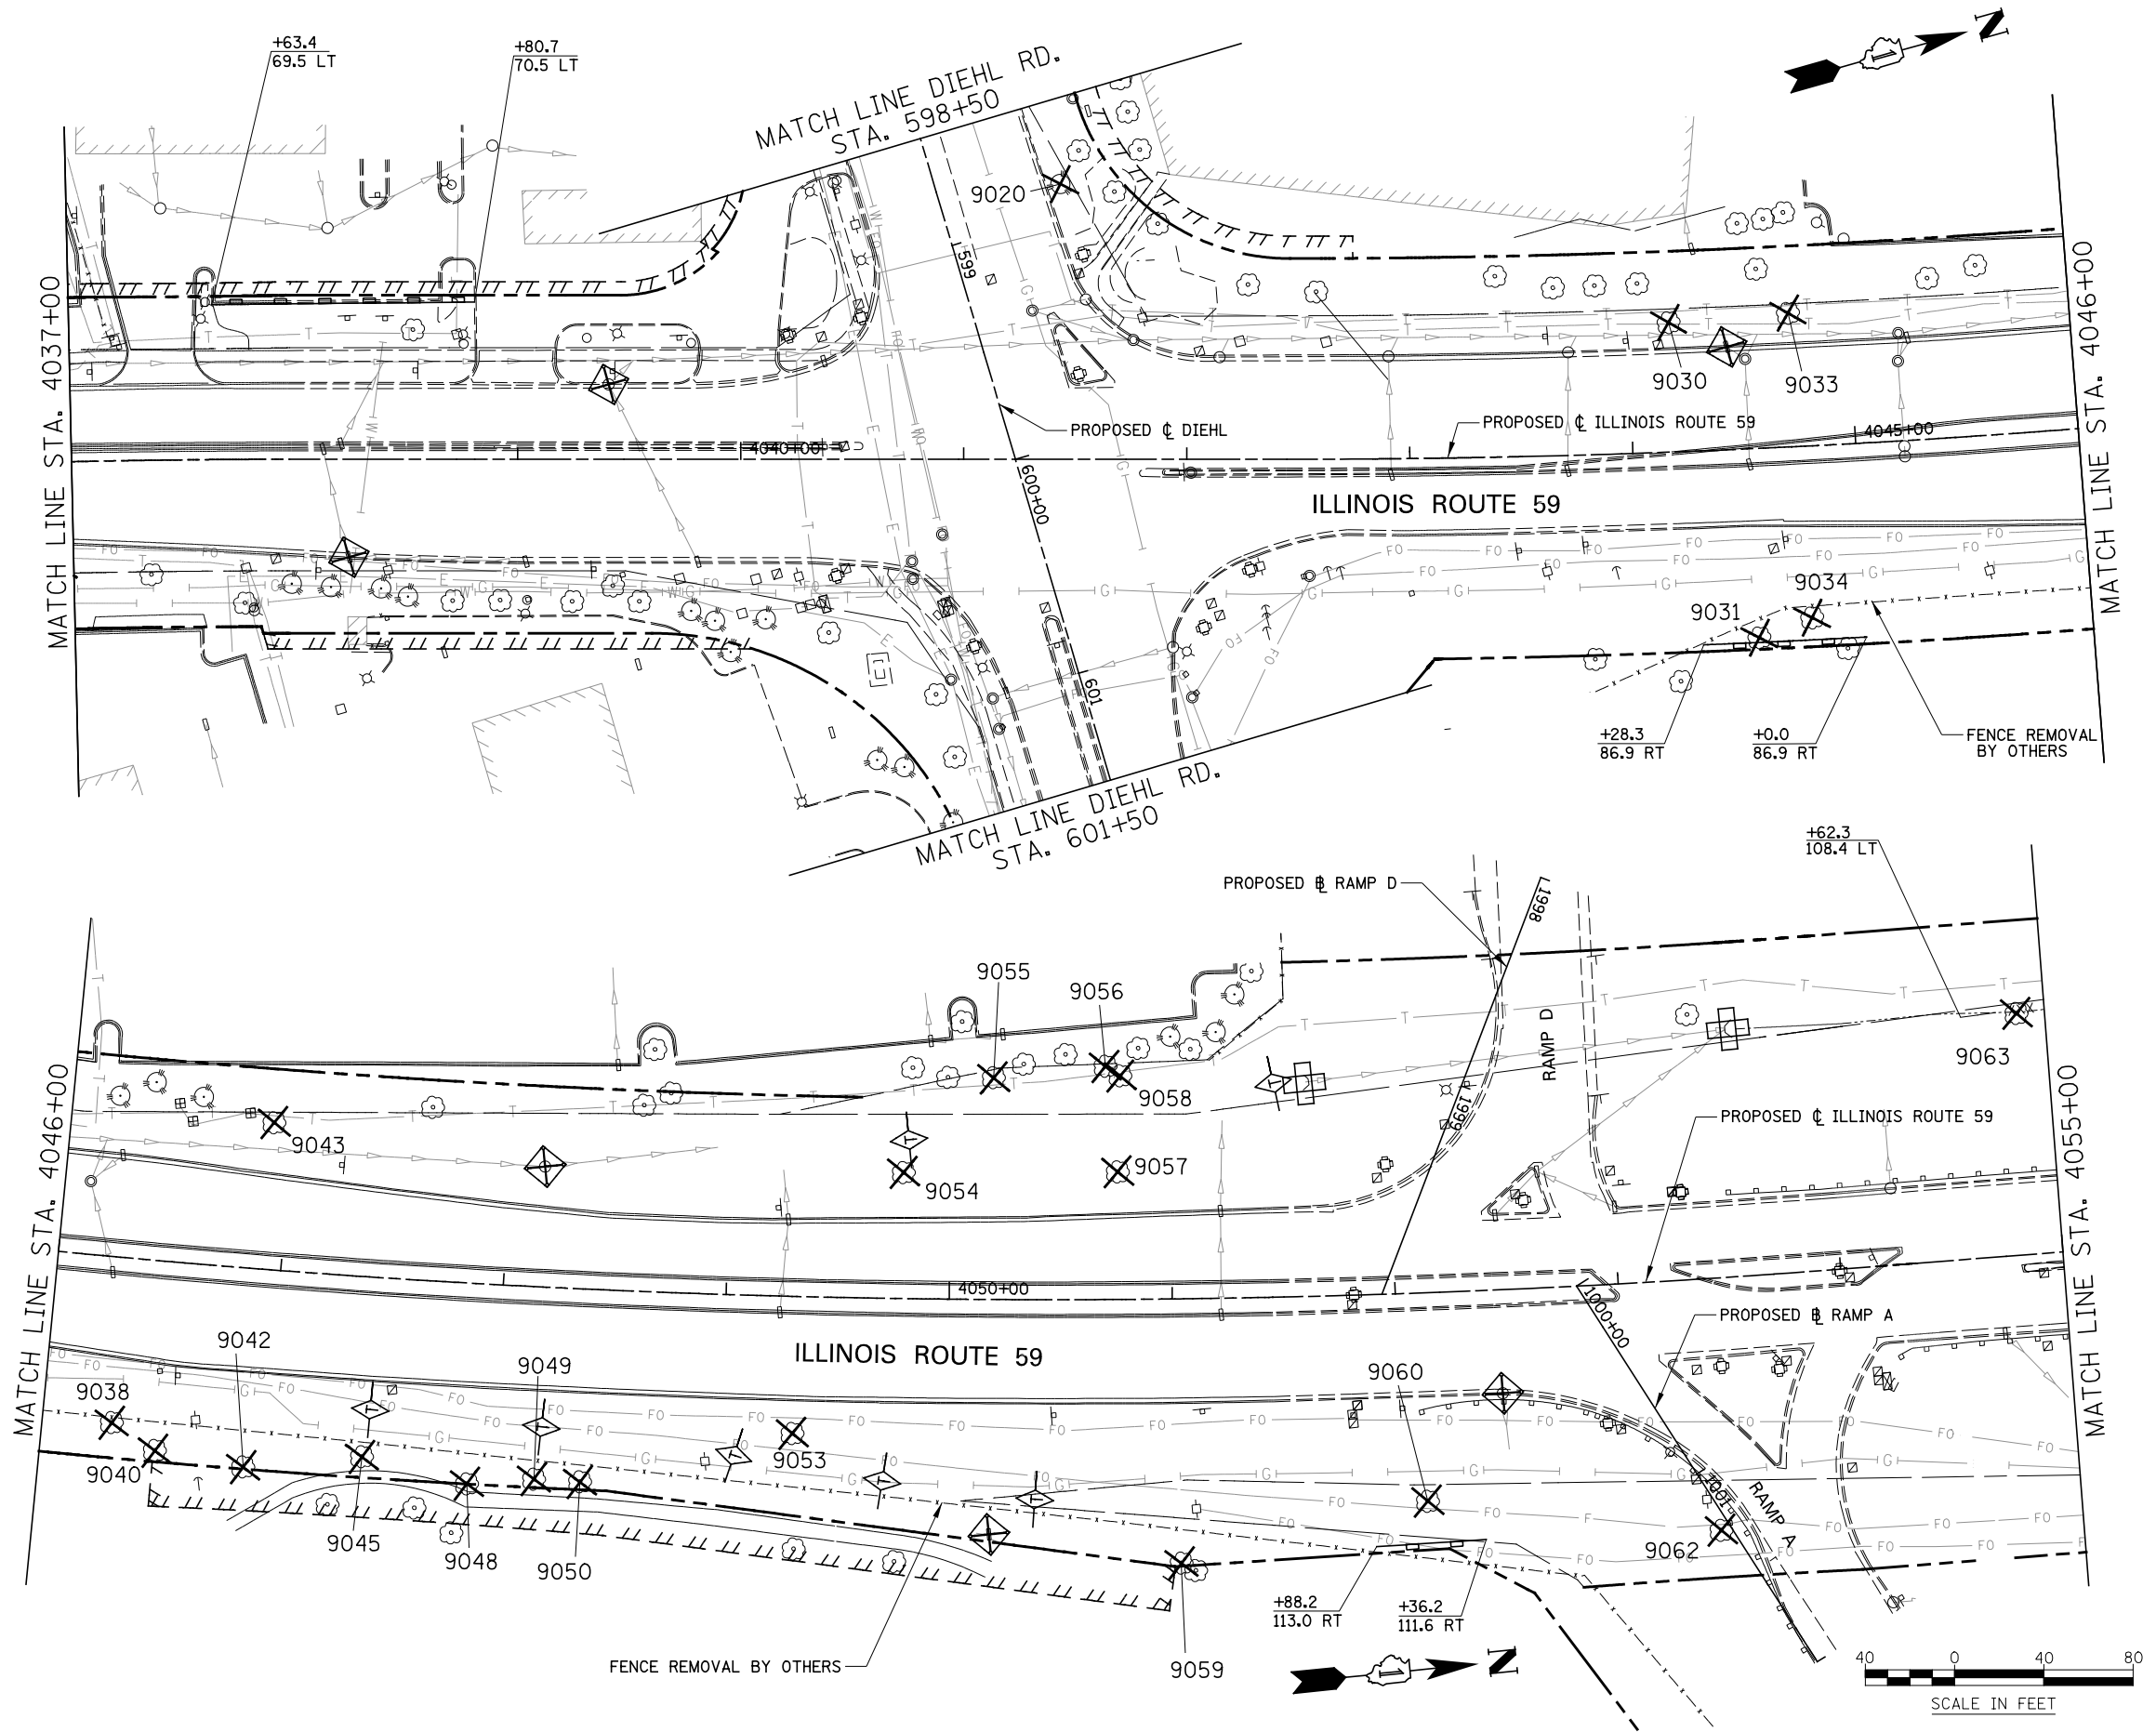 +63.4
69.5 LT
+80.7
70.5 LT
MATCH LINE DIEHL RD.
STA. 598+50
N
9020
599
MATCH LINE STA. 4037+00
MATCH LINE STA. 4046+00
9030
9033
PROPOSED ℄ DIEHL
PROPOSED ℄ ILLINOIS ROUTE 59
4040+00
4045+00
600+00
ILLINOIS ROUTE 59
9034
9031
601
+28.3
86.9 RT
+0.0
86.9 RT
FENCE REMOVAL
BY OTHERS
MATCH LINE DIEHL RD.
STA. 601+50
+62.3
108.4 LT
PROPOSED B̲L RAMP D
1998
9055
9056
RAMP D
9063
9058
1999
MATCH LINE STA. 4046+00
MATCH LINE STA. 4055+00
PROPOSED ℄ ILLINOIS ROUTE 59
9043
9057
9054
4050+00
1000+00
PROPOSED B̲L RAMP A
ILLINOIS ROUTE 59
9042
9049
9060
9038
9053
9040
1001
RAMP A
9045
9048
9050
9062
+88.2
113.0 RT
+36.2
111.6 RT
FENCE REMOVAL BY OTHERS
9059
N
40 0 40 80
SCALE IN FEET